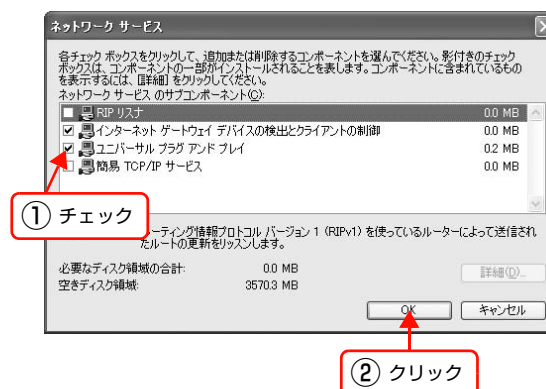 ネットワーク サービス
各チェック ボックスをクリックして、追加または削除するコンポーネントを選んでください。影付きのチェック
ボックスは、コンポーネントの一部がインストールされることを表します。コンポーネントに含まれているもの
を表示するには、[詳細] をクリックしてください。
ネットワーク サービス のサブコンポーネント(C):
RIP リスナ 0.0 MB
インターネット ゲートウェイ デバイスの検出とクライアントの制御 0.0 MB
ユニバーサル プラグ アンド プレイ 0.2 MB
簡易 TCP/IP サービス 0.0 MB
① チェック
ーティング情報プロトコル バージョン 1 (RIPv1) を使っているルーターによって送信され
たルートの更新をリッスンします。
必要なディスク領域の合計: 0.0 MB
空きディスク領域: 3570.3 MB
詳細(D)...
OK
キャンセル
② クリック